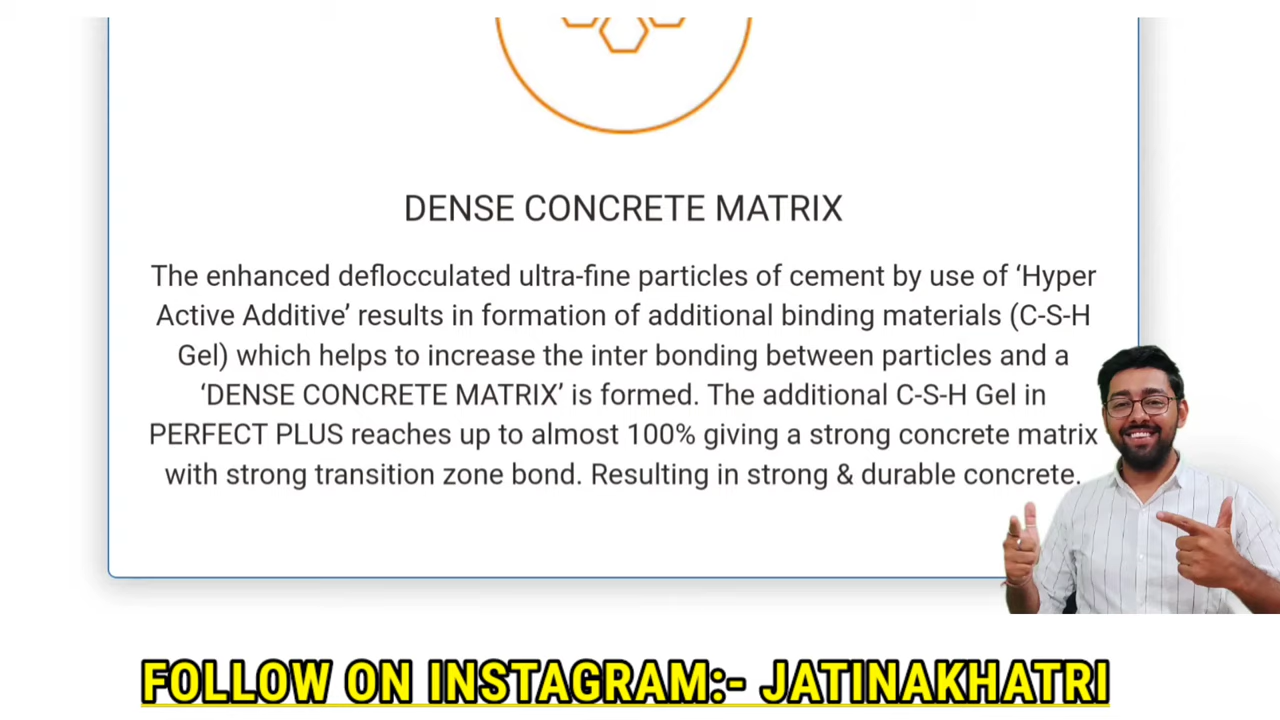 DENSE CONCRETE MATRIX
The enhanced deflocculated ultra-fine particles of cement by use of ‘Hyper
Active Additive’ results in formation of additional binding materials (C-S-H
Gel) which helps to increase the inter bonding between particles and a
‘DENSE CONCRETE MATRIX’ is formed. The additional C-S-H Gel in
PERFECT PLUS reaches up to almost 100% giving a strong concrete matrix
with strong transition zone bond. Resulting in strong & durable concrete.
FOLLOW ON INSTAGRAM:- JATINAKHATRI